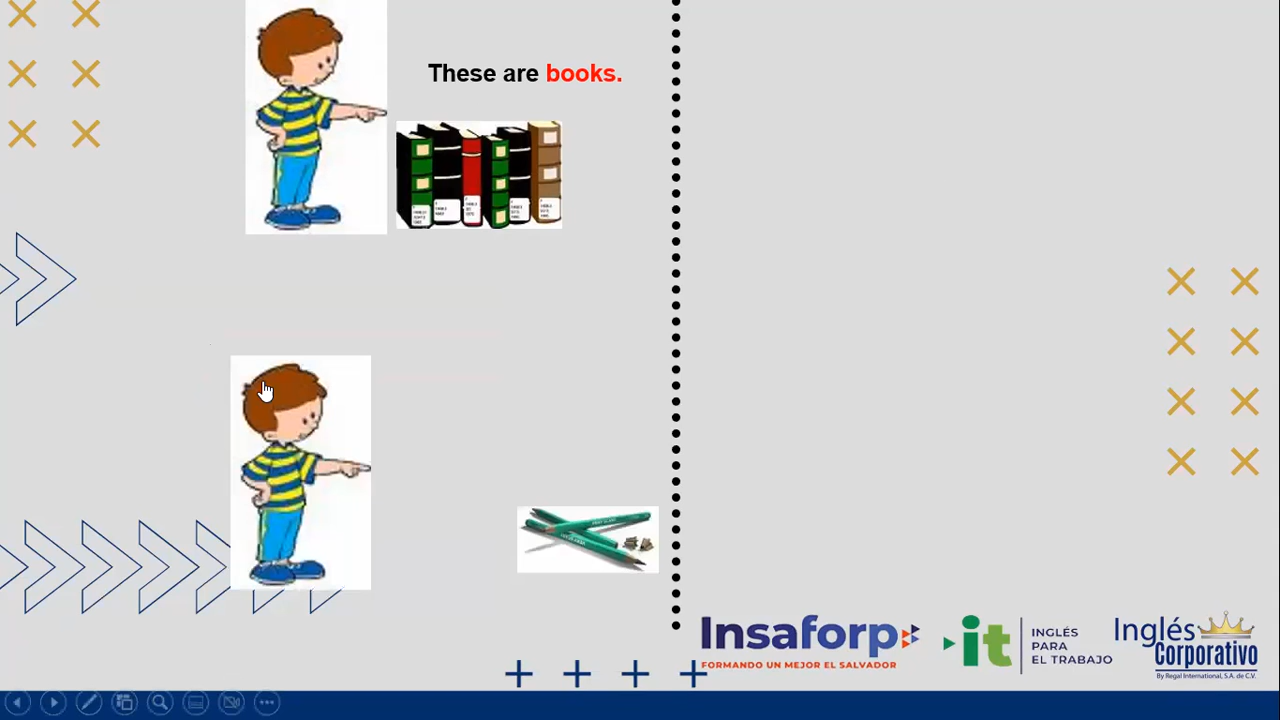 These are books.
Insaforp
FORMANDO UN MEJOR EL SALVADOR
it
INGLÉS
PARA
EL TRABAJO
Inglés
Corporativo
By Regal International, S.A. de C.V.